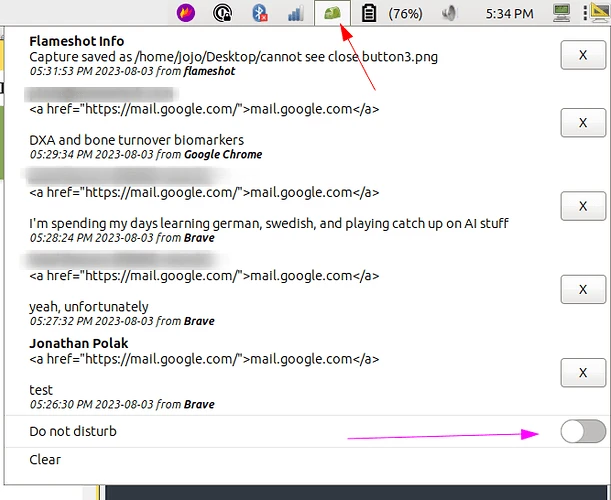 (76%)
5:34 PM
Flameshot Info
Capture saved as /home/jojo/Desktop/cannot see close button3.png
05:31:53 PM 2023-08-03 from flameshot
X
<a href="https://mail.google.com/">mail.google.com</a>
X
DXA and bone turnover biomarkers
05:29:34 PM 2023-08-03 from Google Chrome
<a href="https://mail.google.com/">mail.google.com</a>
X
I'm spending my days learning german, swedish, and playing catch up on AI stuff
05:28:24 PM 2023-08-03 from Brave
<a href="https://mail.google.com/">mail.google.com</a>
X
yeah, unfortunately
05:27:32 PM 2023-08-03 from Brave
Jonathan Polak
<a href="https://mail.google.com/">mail.google.com</a>
X
test
05:26:30 PM 2023-08-03 from Brave
Do not disturb
Clear